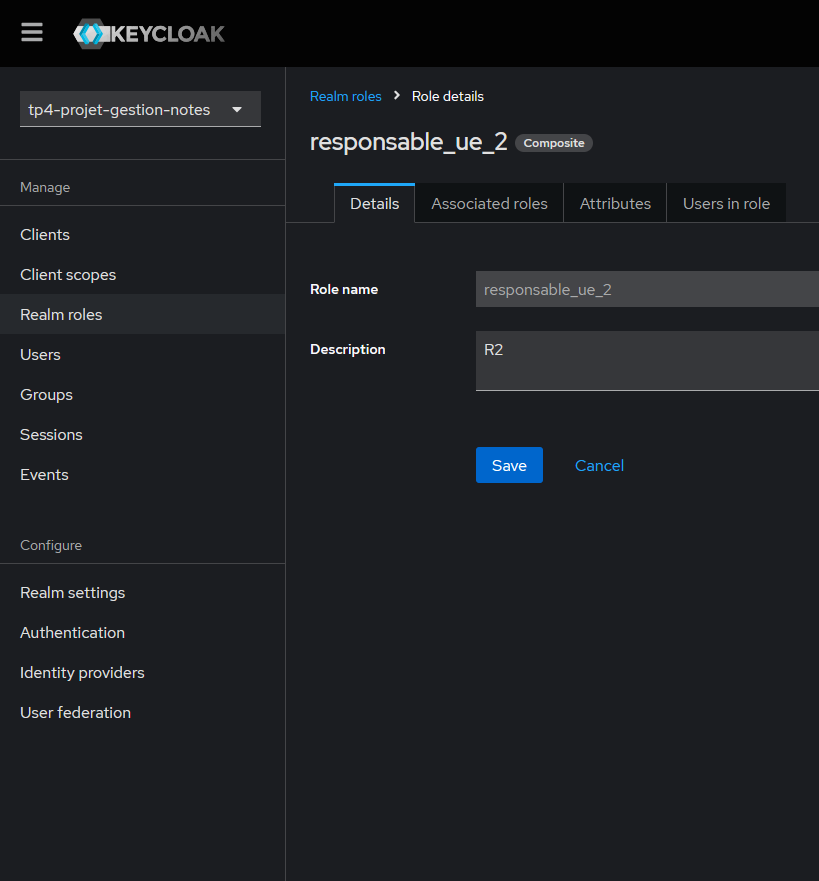 KEYCLOAK
tp4-projet-gestion-notes
Manage
Clients
Client scopes
Realm roles
Users
Groups
Sessions
Events
Configure
Realm settings
Authentication
Identity providers
User federation
Realm roles > Role details
responsable_ue_2 Composite
Details Associated roles Attributes Users in role
Role name responsable_ue_2
Description R2
Save Cancel